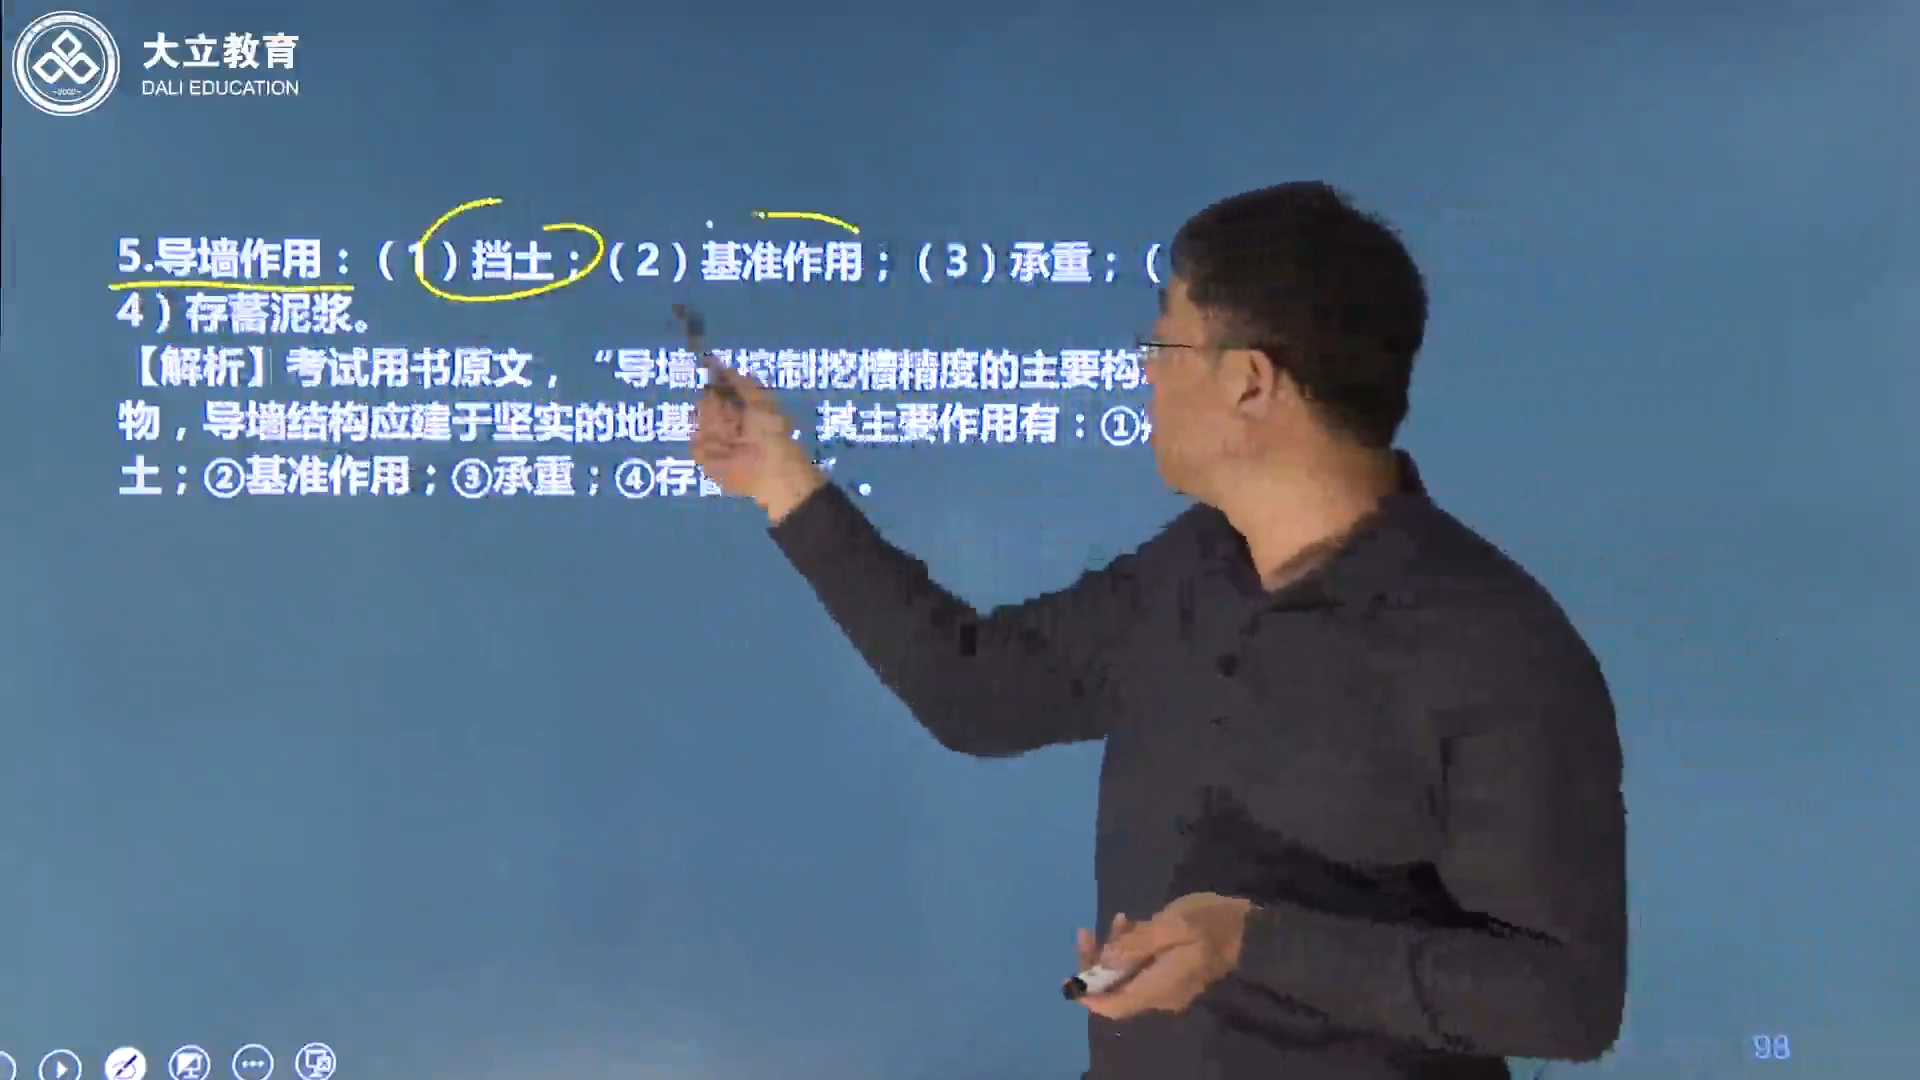 大立教育
DALI EDUCATION
5.导墙作用：（1）挡土；（2）基准作用；（3）承重；（
4）存蓄泥浆。
【解析】考试用书原文，“导墙 控制挖槽精度的主要构
物，导墙结构应建于坚实的地基 ，其主要作用有：①
土；②基准作用；③承重；④存 。
98